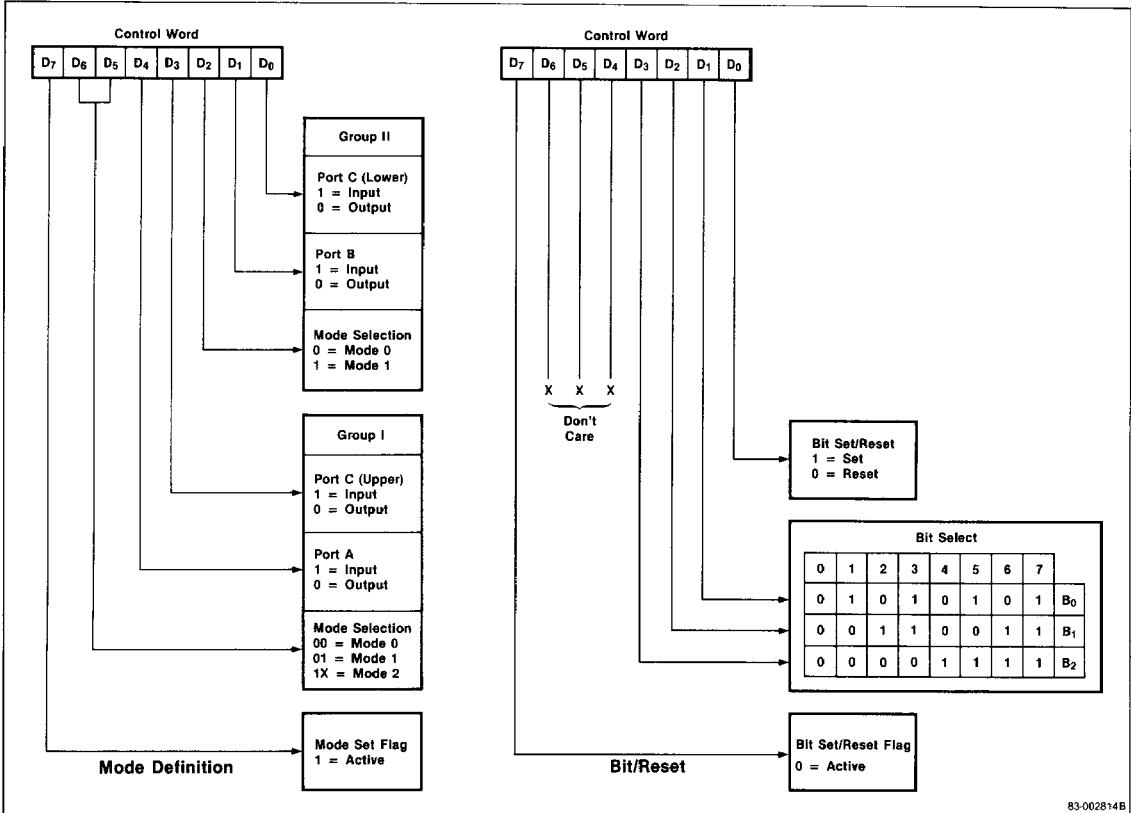 Control Word
D7 D6 D5 D4 D3 D2 D1 D0
Group II
Port C (Lower)
1 = Input
0 = Output
Port B
1 = Input
0 = Output
Mode Selection
0 = Mode 0
1 = Mode 1
Group I
Port C (Upper)
1 = Input
0 = Output
Port A
1 = Input
0 = Output
Mode Selection
00 = Mode 0
01 = Mode 1
1X = Mode 2
Mode Set Flag
1 = Active
Mode Definition
Control Word
D7 D6 D5 D4 D3 D2 D1 D0
X X X
Don't
Care
Bit Set/Reset
1 = Set
0 = Reset
Bit Select
0 1 2 3 4 5 6 7
0 1 0 1 0 1 0 1 B0
0 0 1 1 0 0 1 1 B1
0 0 0 0 1 1 1 1 B2
Bit Set/Reset Flag
0 = Active
Bit/Reset
83-002814B